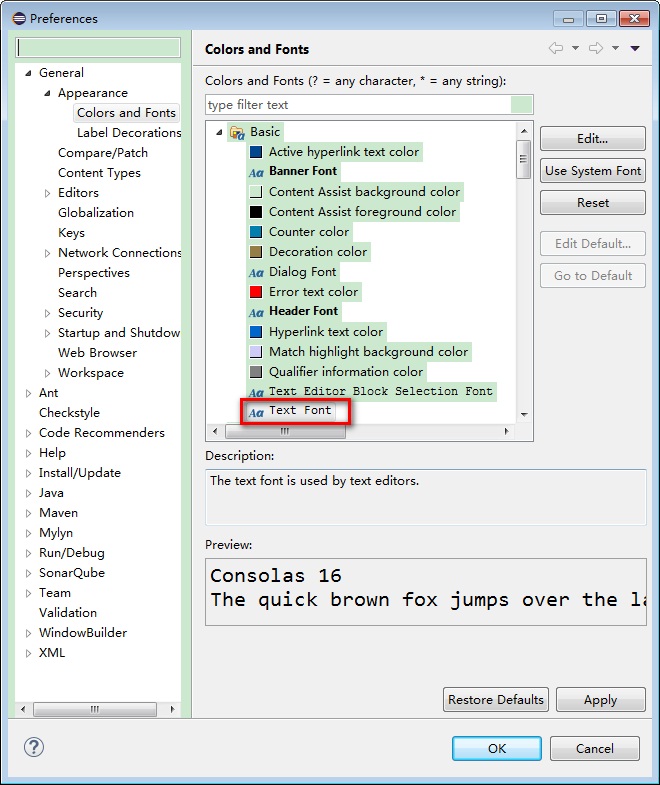 Preferences
General
Appearance
Colors and Fonts
Label Decorations
Compare/Patch
Content Types
Editors
Globalization
Keys
Network Connections
Perspectives
Search
Security
Startup and Shutdow
Web Browser
Workspace
Ant
Checkstyle
Code Recommenders
Help
Install/Update
Java
Maven
Mylyn
Run/Debug
SonarQube
Team
Validation
WindowBuilder
XML
Colors and Fonts
Colors and Fonts (? = any character, * = any string):
type filter text
Basic
Active hyperlink text color
Aa Banner Font
Content Assist background color
Content Assist foreground color
Counter color
Decoration color
Aa Dialog Font
Error text color
Aa Header Font
Hyperlink text color
Match highlight background color
Qualifier information color
Aa Text Editor Block Selection Font
Aa Text Font
Edit...
Use System Font
Reset
Edit Default...
Go to Default
Description:
The text font is used by text editors.
Preview:
Consolas 16
The quick brown fox jumps over the la
Restore Defaults
Apply
?
OK
Cancel